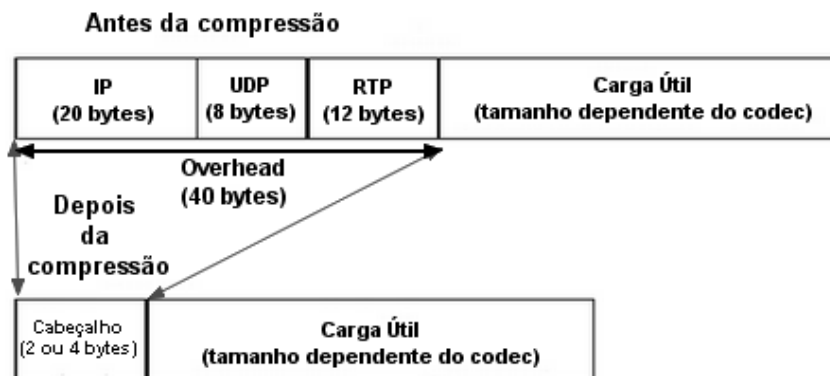 Antes da compressão
IP
(20 bytes)
UDP
(8 bytes)
RTP
(12 bytes)
Carga Útil
(tamanho dependente do codec)
Overhead
(40 bytes)
Depois
da
compressão
Cabeçalho
(2 ou 4 bytes)
Carga Útil
(tamanho dependente do codec)